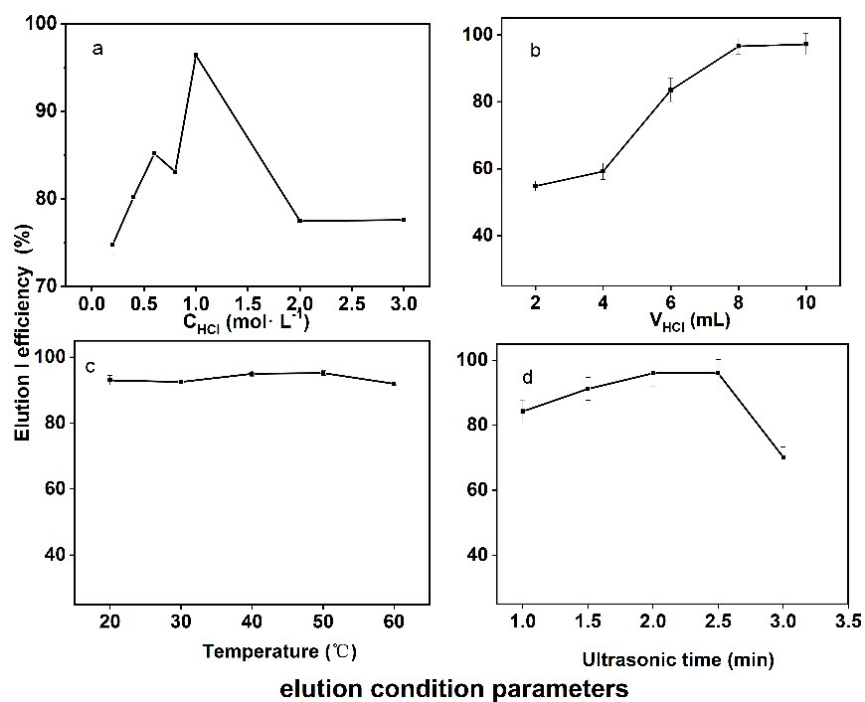 a
100
90
80
70
0.0 0.5 1.0 1.5 2.0 2.5 3.0
C_HCl (mol· L^-1)
b
100
80
60
40
2 4 6 8 10
V_HCl (mL)
Elution l efficiency (%)
c
100
80
60
40
20 30 40 50 60
Temperature (℃)
d
100
80
60
40
1.0 1.5 2.0 2.5 3.0 3.5
Ultrasonic time (min)
elution condition parameters